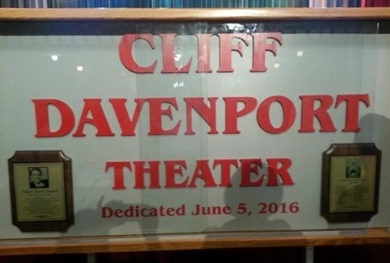 CLIFF
DAVENPORT
THEATER
Dedicated June 5, 2016